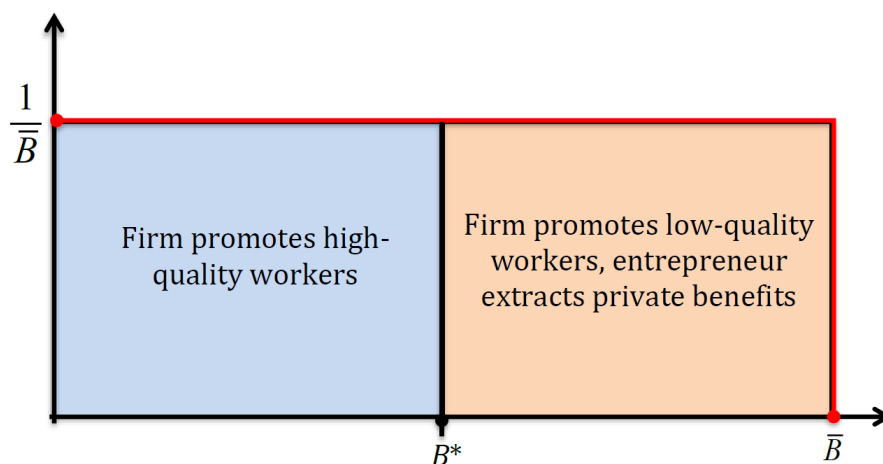 1
B̅
Firm promotes high-
quality workers
Firm promotes low-quality
workers, entrepreneur
extracts private benefits
B*
B̅